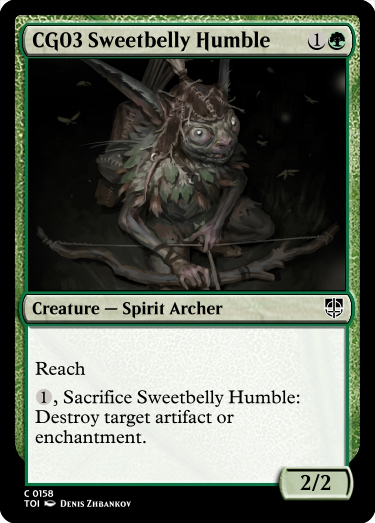 CG03 Sweetbelly Humble 1
Creature — Spirit Archer
Reach
1, Sacrifice Sweetbelly Humble:
Destroy target artifact or
enchantment.
2/2
C 0158
TOI Denis Zhbankov